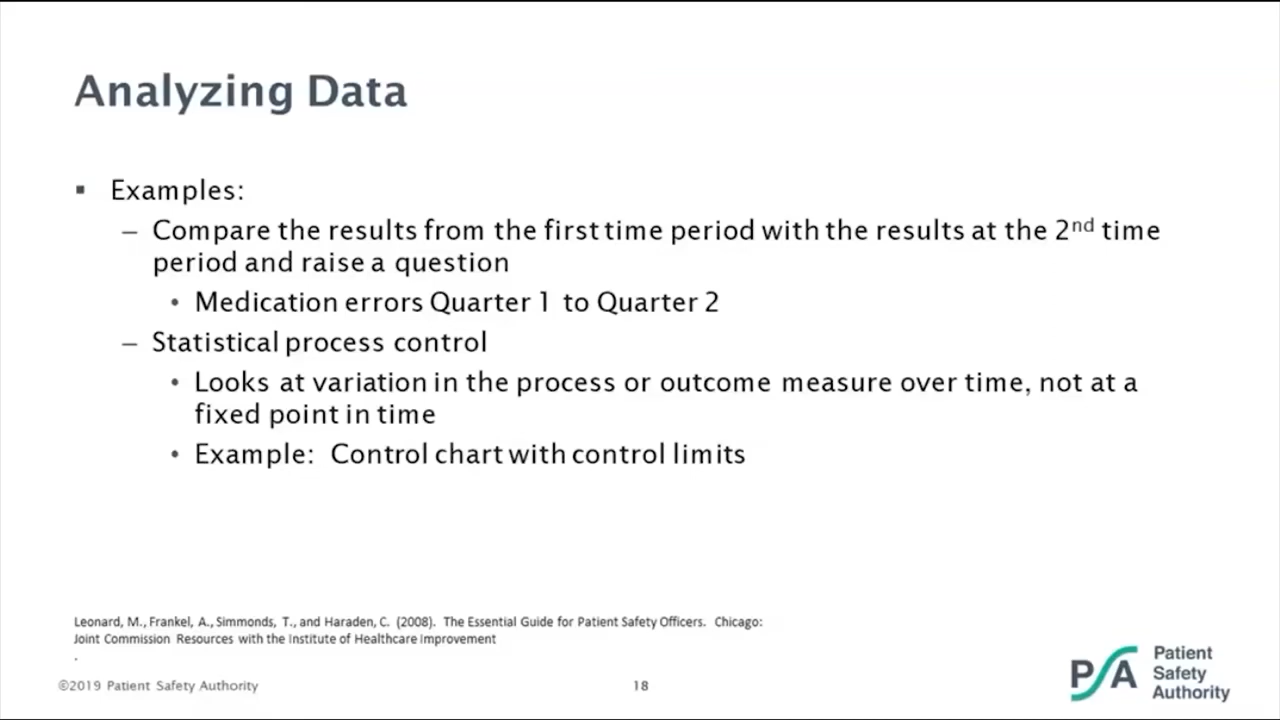 Analyzing Data
▪ Examples:
– Compare the results from the first time period with the results at the 2nd time
period and raise a question
• Medication errors Quarter 1 to Quarter 2
– Statistical process control
• Looks at variation in the process or outcome measure over time, not at a
fixed point in time
• Example: Control chart with control limits
Leonard, M., Frankel, A., Simmonds, T., and Haraden, C. (2008). The Essential Guide for Patient Safety Officers. Chicago:
Joint Commission Resources with the Institute of Healthcare Improvement
.
©2019 Patient Safety Authority
18
PSA
Patient
Safety
Authority